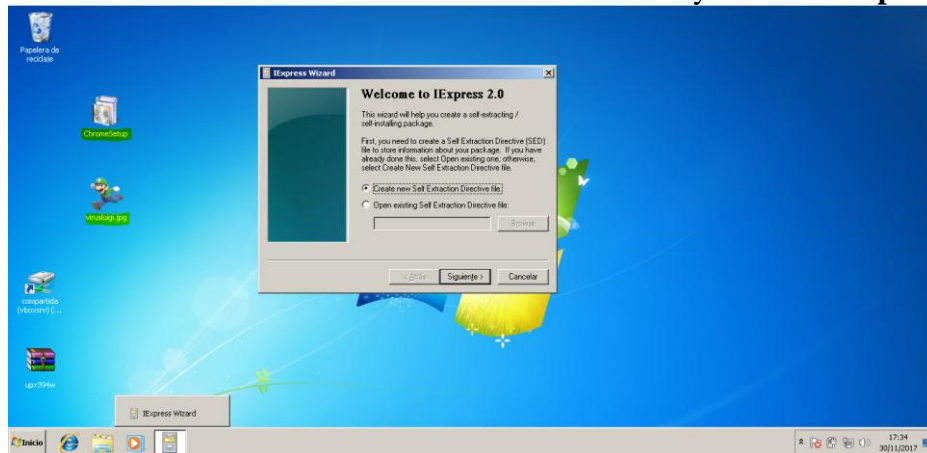 Papelera de
reciclaje
ChromeSetup
virusluigi.jpg
compartida
(vboxsrv) (...
upx394w
IExpress Wizard
Welcome to IExpress 2.0
This wizard will help you create a self-extracting /
self-installing package.
First, you need to create a Self Extraction Directive (SED)
file to store information about your package. If you have
already done this, select Open existing one; otherwise,
select Create New Self Extraction Directive file.
Create new Self Extraction Directive file.
Open existing Self Extraction Directive file:
Browse
< Atrás
Siguiente >
Cancelar
IExpress Wizard
Inicio
17:34
30/11/2017